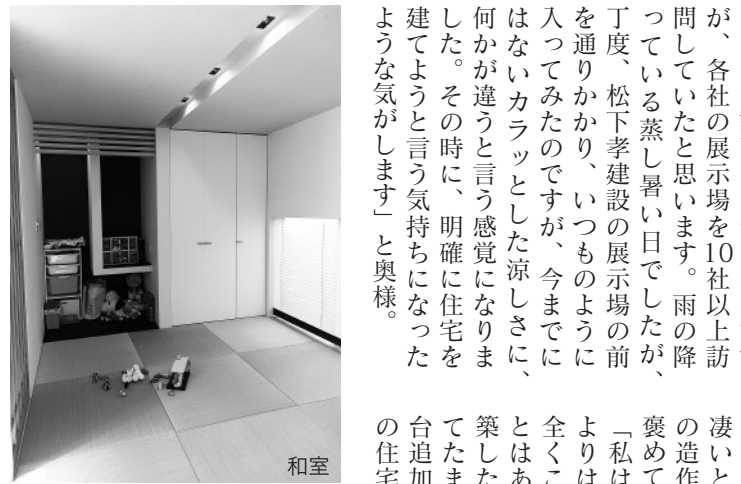 が、各社の展示場を10社以上訪
問していたと思います。雨の降
っている蒸し暑い日でしたが、
丁度、松下孝建設の展示場の前
を通りかかり、いつものように
入ってみたのですが、今までに
はないカラッとした涼しさに、
何かが違うと言う感覚になりま
した。その時に、明確に住宅を
建てようと言う気持ちになった
ような気がします」と奥様。
凄いと
の造作
褒めて
「私は
よりは
全くこ
とはあ
築した
てたま
台追加
の住宅
和室